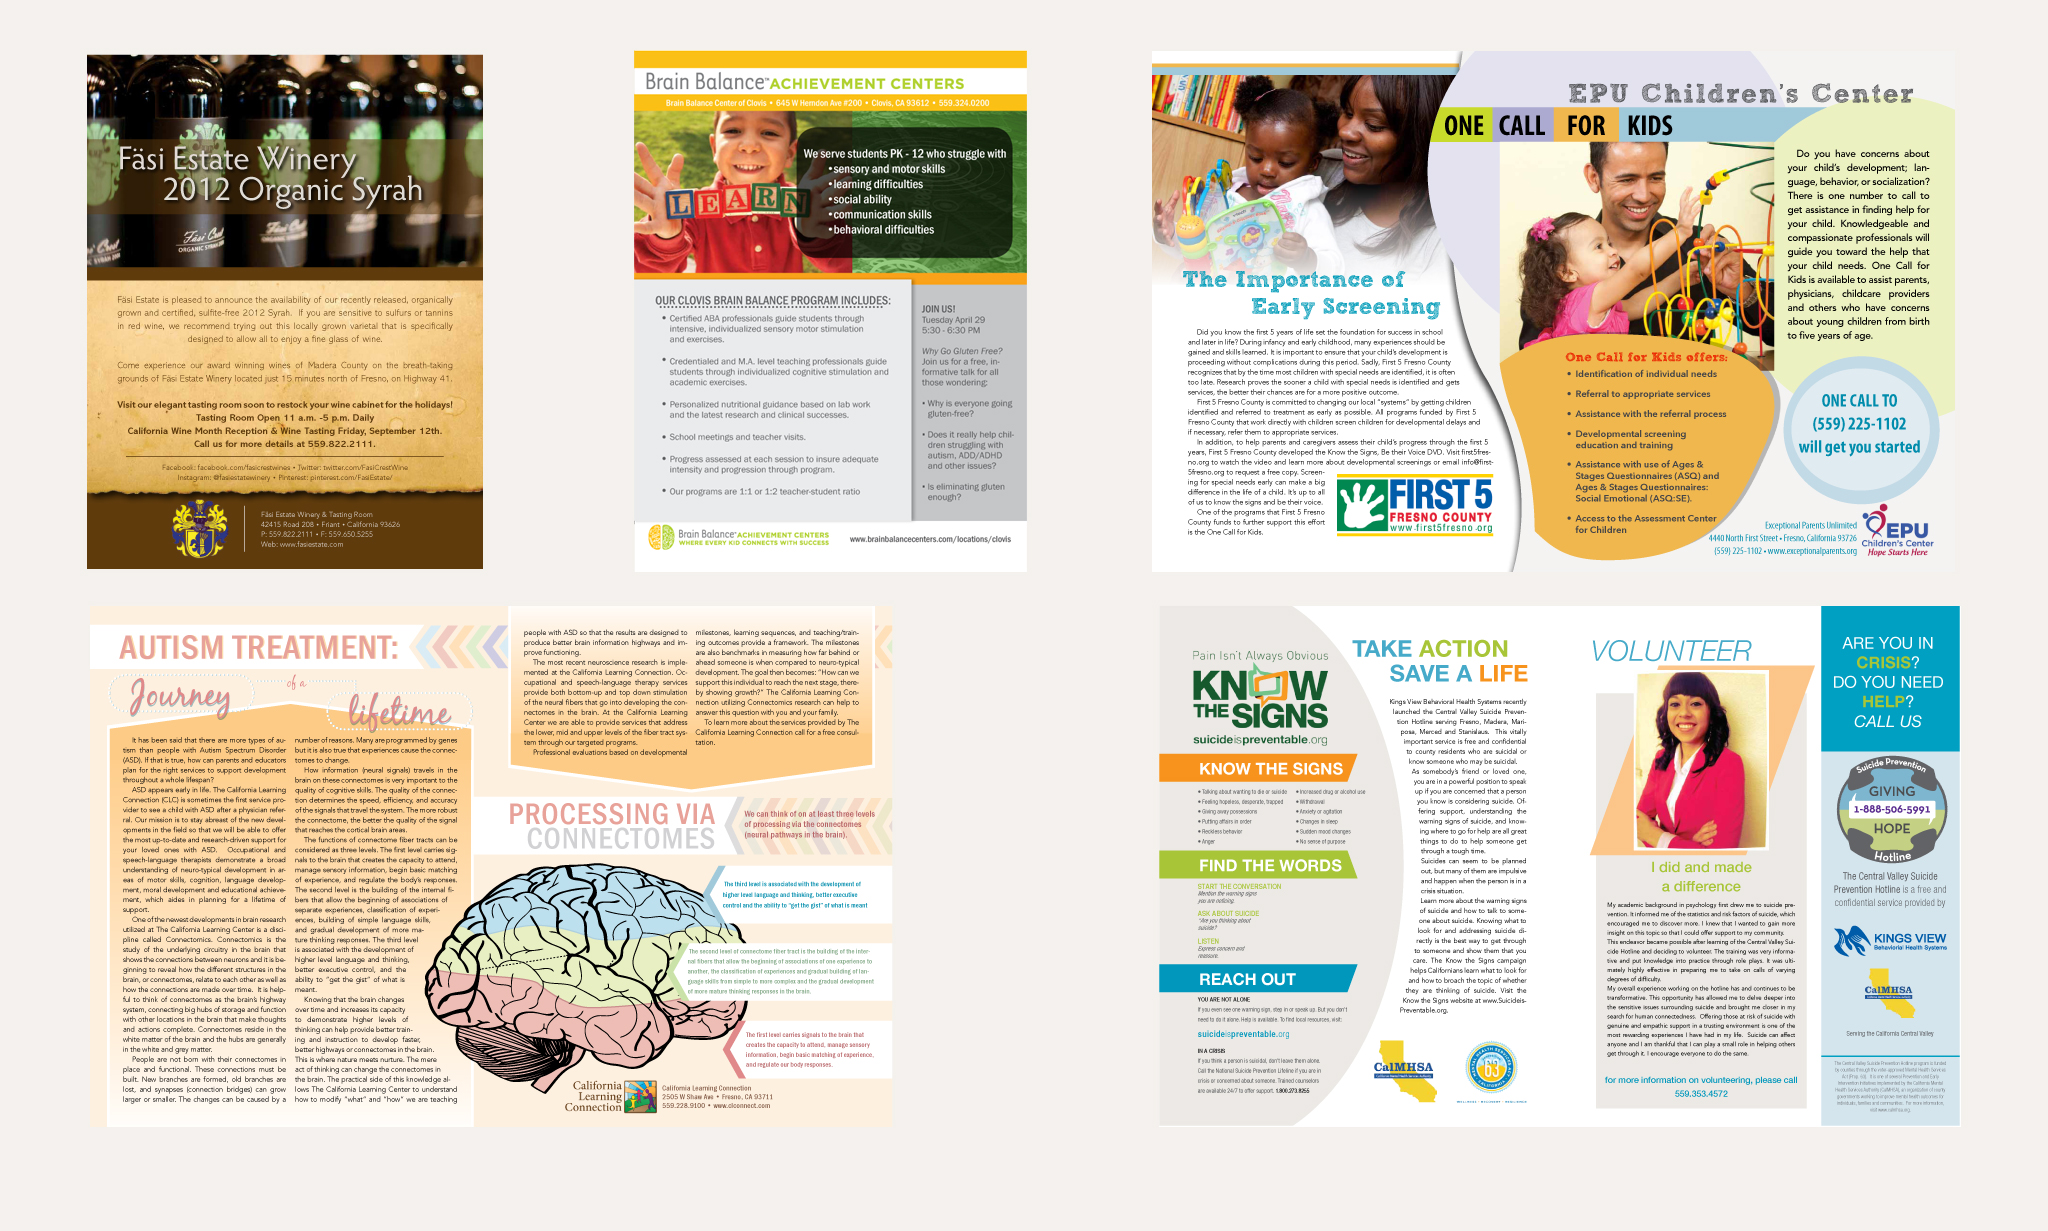 Fäsi Estate Winery
2012 Organic Syrah
Fäsi Estate is pleased to announce the availability of our recently released, organically
grown and certified, sulfite-free 2012 Syrah. If you are sensitive to sulfurs or tannins
in red wine, we recommend trying out this locally grown varietal that is specifically
designed to allow all to enjoy a fine glass of wine.
Come experience our award winning wines of Madera County on the breath-taking
grounds of Fäsi Estate Winery located just 15 minutes north of Fresno, on Highway 41.
Visit our elegant tasting room soon to restock your wine cabinet for the holidays!
Tasting Room Open 11 a.m. -5 p.m. Daily
California Wine Month Reception & Wine Tasting Friday, September 12th.
Call us for more details at 559.822.2111.
Facebook: facebook.com/fasicrestwines • Twitter: twitter.com/FasiCrestWine
Instagram: @fasiestatewinery • Pinterest: pinterest.com/FasiEstate/
Fäsi Estate Winery & Tasting Room
42415 Road 208 • Friant • California 93626
P: 559.822.2111 • F: 559.650.5255
Web: www.fasiestate.com
Brain Balance™ ACHIEVEMENT CENTERS
Brain Balance Center of Clovis • 645 W Herndon Ave #200 • Clovis, CA 93612 • 559.324.0200
LEARN
We serve students PK - 12 who struggle with
•sensory and motor skills
•learning difficulties
•social ability
•communication skills
•behavioral difficulties
OUR CLOVIS BRAIN BALANCE PROGRAM INCLUDES:
• Certified ABA professionals guide students through
intensive, individualized sensory motor stimulation
and exercises.
• Credentialed and M.A. level teaching professionals guide
students through individualized cognitive stimulation and
academic exercises.
• Personalized nutritional guidance based on lab work
and the latest research and clinical successes.
• School meetings and teacher visits.
• Progress assessed at each session to insure adequate
intensity and progression through program.
• Our programs are 1:1 or 1:2 teacher-student ratio
JOIN US!
Tuesday April 29
5:30 - 6:30 PM
Why Go Gluten Free?
Join us for a free, in-
formative talk for all
those wondering:
• Why is everyone going
gluten-free?
• Does it really help chil-
dren struggling with
autism, ADD/ADHD
and other issues?
• Is eliminating gluten
enough?
Brain Balance ACHIEVEMENT CENTERS
WHERE EVERY KID CONNECTS WITH SUCCESS
www.brainbalancecenters.com/locations/clovis
The Importance of
Early Screening
Did you know the first 5 years of life set the foundation for success in school
and later in life? During infancy and early childhood, many experiences should be
gained and skills learned. It is important to ensure that your child's development is
proceeding without complications during this period. Sadly, First 5 Fresno County
recognizes that by the time most children with special needs are identified, it is often
too late. Research proves the sooner a child with special needs is identified and gets
services, the better their chances are for a more positive outcome.
First 5 Fresno County is committed to changing our local "systems" by getting children
identified and referred to treatment as early as possible. All programs funded by First 5
Fresno County that work directly with children screen children for developmental delays and
if necessary, refer them to appropriate services.
In addition, to help parents and caregivers assess their child's progress through the first 5
years, First 5 Fresno County developed the Know the Signs, Be their Voice DVD. Visit first5fres-
no.org to watch the video and learn more about developmental screenings or email info@first-
5fresno.org to request a free copy. Screen-
ing for special needs early can make a big
difference in the life of a child. It's up to all
of us to know the signs and be their voice.
One of the programs that First 5 Fresno
County funds to further support this effort
is the One Call for Kids.
FIRST 5
FRESNO COUNTY
www.first5fresno.org
EPU Children's Center
ONE CALL FOR KIDS
Do you have concerns about
your child's development; lan-
guage, behavior, or socialization?
There is one number to call to
get assistance in finding help for
your child. Knowledgeable and
compassionate professionals will
guide you toward the help that
your child needs. One Call for
Kids is available to assist parents,
physicians, childcare providers
and others who have concerns
about young children from birth
to five years of age.
One Call for Kids offers:
• Identification of individual needs
• Referral to appropriate services
• Assistance with the referral process
• Developmental screening
education and training
• Assistance with use of Ages &
Stages Questionnaires (ASQ) and
Ages & Stages Questionnaires:
Social Emotional (ASQ:SE).
• Access to the Assessment Center
for Children
ONE CALL TO
(559) 225-1102
will get you started
Exceptional Parents Unlimited
4440 North First Street • Fresno, California 93726
(559) 225-1102 • www.exceptionalparents.org
EPU
Children's Center
Hope Starts Here
AUTISM TREATMENT:
Journey of a lifetime
It has been said that there are more types of au-
tism than people with Autism Spectrum Disorder
(ASD). If that is true, how can parents and educators
plan for the right services to support development
throughout a whole lifespan?
ASD appears early in life. The California Learning
Connection (CLC) is sometimes the first service pro-
vider to see a child with ASD after a physician refer-
ral. Our mission is to stay abreast of the new devel-
opments in the field so that we will be able to offer
the most up-to-date and research-driven support for
your loved ones with ASD. Occupational and
speech-language therapists demonstrate a broad
understanding of neuro-typical development in ar-
eas of motor skills, cognition, language develop-
ment, moral development and educational achieve-
ment, which aides in planning for a lifetime of
support.
One of the newest developments in brain research
utilized at The California Learning Center is a disci-
pline called Connectomics. Connectomics is the
study of the underlying circuitry in the brain that
shows the connections between neurons and it is be-
ginning to reveal how the different structures in the
brain, or connectomes, relate to each other as well as
how the connections are made over time. It is help-
ful to think of connectomes as the brain's highway
system, connecting big hubs of storage and function
with other locations in the brain that make thoughts
and actions complete. Connectomes reside in the
white matter of the brain and the hubs are generally
in the white and grey matter.
People are not born with their connectomes in
place and functional. These connections must be
built. New branches are formed, old branches are
lost, and synapses (connection bridges) can grow
larger or smaller. The changes can be caused by a
number of reasons. Many are programmed by genes
but it is also true that experiences cause the connec-
tomes to change.
How information (neural signals) travels in the
brain on these connectomes is very important to the
quality of cognitive skills. The quality of the connec-
tion determines the speed, efficiency, and accuracy
of the signals that travel the system. The more robust
the connectome, the better the quality of the signal
that reaches the cortical brain areas.
The functions of connectome fiber tracts can be
considered as three levels. The first level carries sig-
nals to the brain that creates the capacity to attend,
manage sensory information, begin basic matching
of experience, and regulate the body's responses.
The second level is the building of the internal fi-
bers that allow the beginning of associations of
separate experiences, classification of experi-
ences, building of simple language skills,
and gradual development of more ma-
ture thinking responses. The third level
is associated with the development of
higher level language and thinking,
better executive control, and the
ability to "get the gist" of what is
meant.
Knowing that the brain changes
over time and increases its capacity
to demonstrate higher levels of
thinking can help provide better train-
ing and instruction to develop faster,
better highways or connectomes in the brain.
This is where nature meets nurture. The mere
act of thinking can change the connectomes in
the brain. The practical side of this knowledge al-
lows The California Learning Center to understand
how to modify "what" and "how" we are teaching
people with ASD so that the results are designed to
produce better brain information highways and im-
prove functioning.
The most recent neuroscience research is imple-
mented at the California Learning Connection. Oc-
cupational and speech-language therapy services
provide both bottom-up and top down stimulation
of the neural fibers that go into developing the con-
nectomes in the brain. At the California Learning
Center we are able to provide services that address
the lower, mid and upper levels of the fiber tract sys-
tem through our targeted programs.
Professional evaluations based on developmental
milestones, learning sequences, and teaching/train-
ing outcomes provide a framework. The milestones
are also benchmarks in measuring how far behind or
ahead someone is when compared to neuro-typical
development. The goal then becomes: "How can we
support this individual to reach the next stage, there-
by showing growth?" The California Learning Con-
nection utilizing Connectomics research can help to
answer this question with you and your family.
To learn more about the services provided by The
California Learning Connection call for a free consul-
tation.
PROCESSING VIA
CONNECTOMES
We can think of on at least three levels
of processing via the connectomes
(neural pathways in the brain).
The third level is associated with the development of
higher level language and thinking, better executive
control and the ability to "get the gist" of what is meant
The second level of connectome fiber tract is the building of the inter-
nal fibers that allow the beginning of associations of one experience to
another, the classification of experiences and gradual building of lan-
guage skills from simple to more complex and the gradual development
of more mature thinking responses in the brain.
The first level carries signals to the brain that
creates the capacity to attend, manage sensory
information, begin basic matching of experience,
and regulate our body responses.
California
Learning
Connection
California Learning Connection
2505 W Shaw Ave • Fresno, CA 93711
559.228.9100 • www.clconnect.com
Pain Isn't Always Obvious
KNOW
THE SIGNS
suicideispreventable.org
KNOW THE SIGNS
• Talking about wanting to die or suicide
• Feeling hopeless, desperate, trapped
• Giving away possessions
• Putting affairs in order
• Reckless behavior
• Anger
• Increased drug or alcohol use
• Withdrawal
• Anxiety or agitation
• Changes in sleep
• Sudden mood changes
• No sense of purpose
FIND THE WORDS
START THE CONVERSATION
Mention the warning signs
you are noticing.
ASK ABOUT SUICIDE
"Are you thinking about
suicide?
LISTEN
Express concern and
reassure.
REACH OUT
YOU ARE NOT ALONE
If you even see one warning sign, step in or speak up. But you don't
need to do it alone. Help is available. To find local resources, visit:
suicideispreventable.org
IN A CRISIS
If you think a person is suicidal, don't leave them alone.
Call the National Suicide Prevention Lifeline if you are in
crisis or concerned about someone. Trained counselors
are available 24/7 to offer support. 1.800.273.8255
TAKE ACTION
SAVE A LIFE
Kings View Behavioral Health Systems recently
launched the Central Valley Suicide Preven-
tion Hotline serving Fresno, Madera, Mari-
posa, Merced and Stanislaus. This vitally
important service is free and confidential
to county residents who are suicidal or
know someone who may be suicidal.
As somebody's friend or loved one,
you are in a powerful position to speak
up if you are concerned that a person
you know is considering suicide. Of-
fering support, understanding the
warning signs of suicide, and know-
ing where to go for help are all great
things to do to help someone get
through a tough time.
Suicides can seem to be planned
out, but many of them are impulsive
and happen when the person is in a
crisis situation.
Learn more about the warning signs
of suicide and how to talk to some-
one about suicide. Knowing what to
look for and addressing suicide di-
rectly is the best way to get through
to someone and show them that you
care. The Know the Signs campaign
helps Californians learn what to look for
and how to broach the topic of whether
they are thinking of suicide. Visit the
Know the Signs website at www.SuicideIs-
Preventable.org.
CalMHSA
63
VOLUNTEER
I did and made
a difference
My academic background in psychology first drew me to suicide pre-
vention. It informed me of the statistics and risk factors of suicide, which
encouraged me to discover more. I knew that I wanted to gain more
insight on this topic so that I could offer support to my community.
This endeavor became possible after learning of the Central Valley Sui-
cide Hotline and deciding to volunteer. The training was very informa-
tive and put knowledge into practice through role plays. It was ulti-
mately highly effective in preparing me to take on calls of varying
degrees of difficulty.
My overall experience working on the hotline has and continues to be
transformative. This opportunity has allowed me to delve deeper into
the sensitive issues surrounding suicide and brought me closer in my
search for human connectedness. Offering those at risk of suicide with
genuine and empathic support in a trusting environment is one of the
most rewarding experiences I have had in my life. Suicide can affect
anyone and I am thankful that I can play a small role in helping others
get through it. I encourage everyone to do the same.
for more information on volunteering, please call
559.353.4572
ARE YOU IN
CRISIS?
DO YOU NEED
HELP?
CALL US
Suicide Prevention
GIVING
1-888-506-5991
HOPE
Hotline
The Central Valley Suicide
Prevention Hotline is a free and
confidential service provided by
KINGS VIEW
Behavioral Health Systems
CalMHSA
Serving the California Central Valley